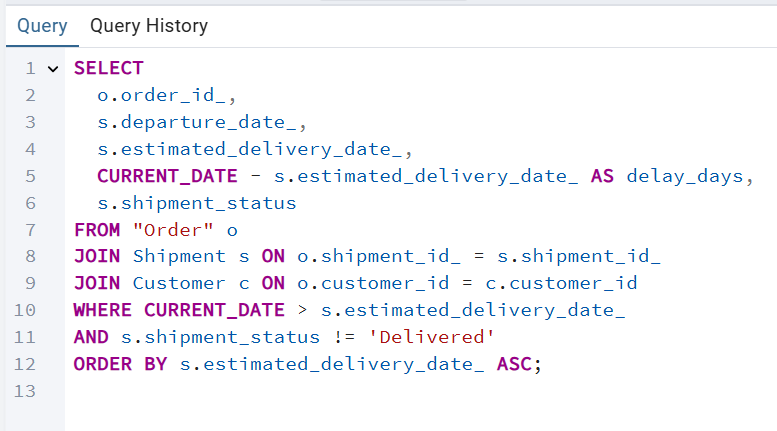 Query Query History
1 SELECT
2 o.order_id_,
3 s.departure_date_,
4 s.estimated_delivery_date_,
5 CURRENT_DATE - s.estimated_delivery_date_ AS delay_days,
6 s.shipment_status
7 FROM "Order" o
8 JOIN Shipment s ON o.shipment_id_ = s.shipment_id_
9 JOIN Customer c ON o.customer_id = c.customer_id
10 WHERE CURRENT_DATE > s.estimated_delivery_date_
11 AND s.shipment_status != 'Delivered'
12 ORDER BY s.estimated_delivery_date_ ASC;
13